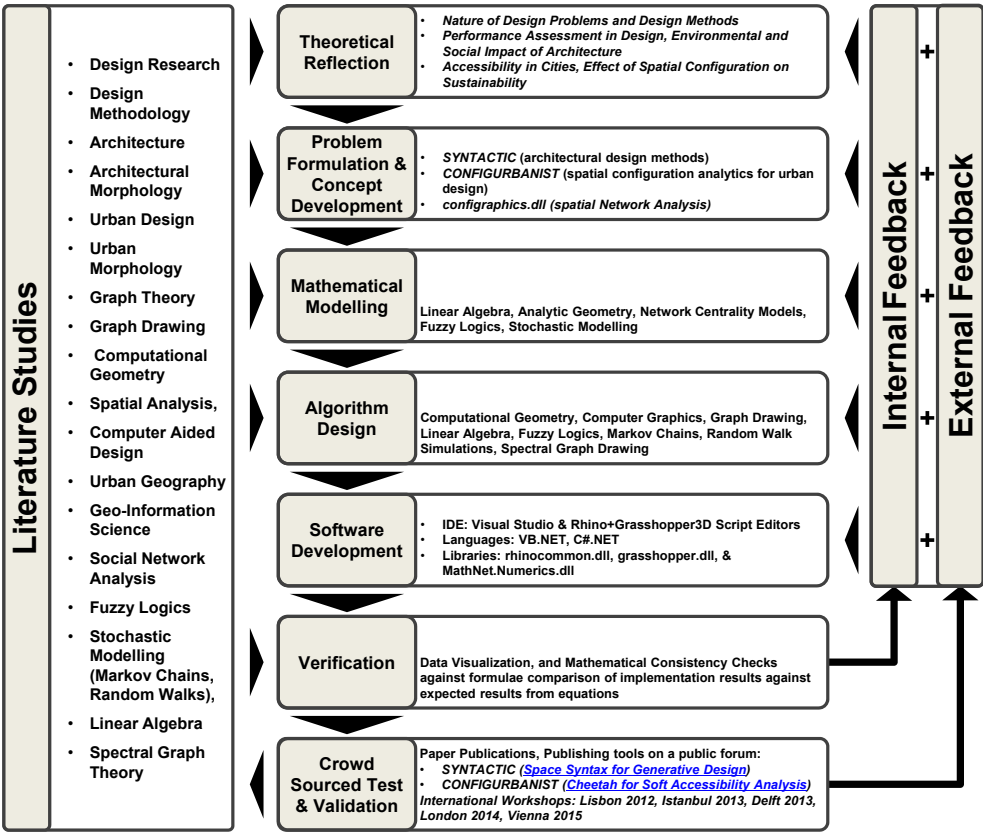 Literature Studies
• Design Research
• Design
Methodology
• Architecture
• Architectural
Morphology
• Urban Design
• Urban
Morphology
• Graph Theory
• Graph Drawing
• Computational
Geometry
• Spatial Analysis,
• Computer Aided
Design
• Urban Geography
• Geo-Information
Science
• Social Network
Analysis
• Fuzzy Logics
• Stochastic
Modelling
(Markov Chains,
Random Walks),
• Linear Algebra
• Spectral Graph
Theory
Theoretical
Reflection
• Nature of Design Problems and Design Methods
• Performance Assessment in Design, Environmental and
Social Impact of Architecture
• Accessibility in Cities, Effect of Spatial Configuration on
Sustainability
Problem
Formulation &
Concept
Development
• SYNTACTIC (architectural design methods)
• CONFIGURBANIST (spatial configuration analytics for urban
design)
• configraphics.dll (spatial Network Analysis)
Mathematical
Modelling
Linear Algebra, Analytic Geometry, Network Centrality Models,
Fuzzy Logics, Stochastic Modelling
Algorithm
Design
Computational Geometry, Computer Graphics, Graph Drawing,
Linear Algebra, Fuzzy Logics, Markov Chains, Random Walk
Simulations, Spectral Graph Drawing
Software
Development
• IDE: Visual Studio & Rhino+Grasshopper3D Script Editors
• Languages: VB.NET, C#.NET
• Libraries: rhinocommon.dll, grasshopper.dll, &
MathNet.Numerics.dll
Verification
Data Visualization, and Mathematical Consistency Checks
against formulae comparison of implementation results against
expected results from equations
Crowd
Sourced Test
& Validation
Paper Publications, Publishing tools on a public forum:
• SYNTACTIC (Space Syntax for Generative Design)
• CONFIGURBANIST (Cheetah for Soft Accessibility Analysis)
International Workshops: Lisbon 2012, Istanbul 2013, Delft 2013,
London 2014, Vienna 2015
Internal Feedback
+
+
+
+
+
External Feedback